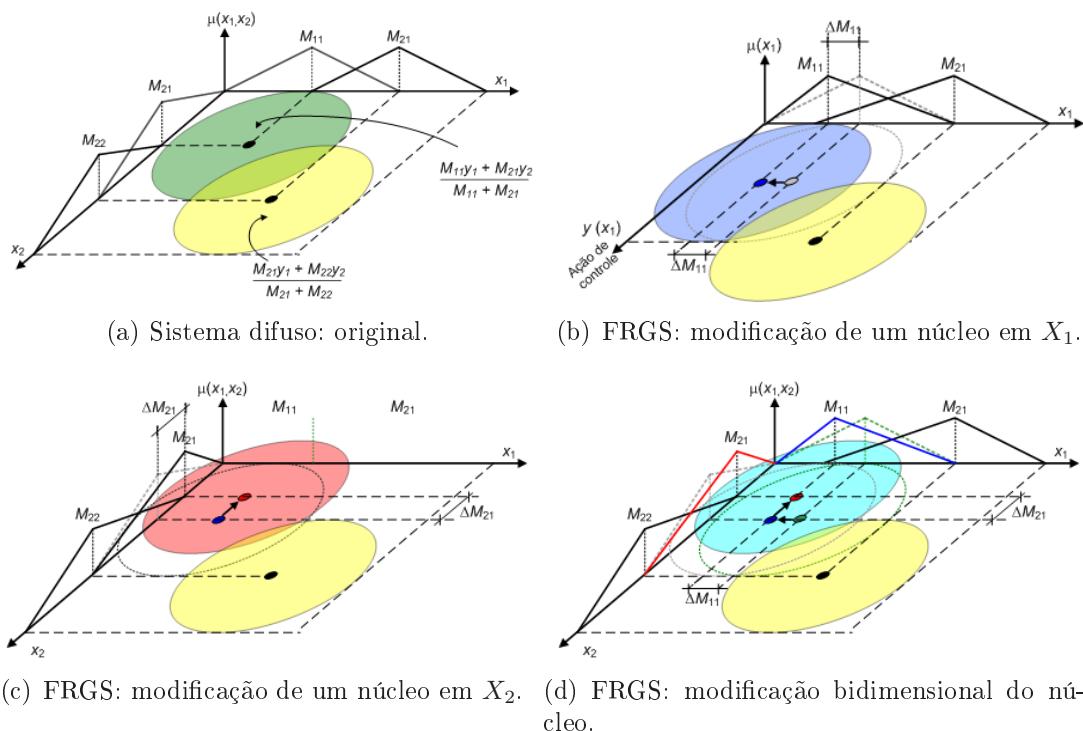 μ(x₁,x₂)
M₁₁
M₂₁
x₁
M₂₁
M₂₂
x₂
M₁₁y₁ + M₂₁y₂
M₁₁ + M₂₁
M₂₁y₁ + M₂₂y₂
M₂₁ + M₂₂
(a) Sistema difuso: original.
μ(x₁)
ΔM₁₁
M₁₁
M₂₁
x₁
y (x₁)
Ação de
controle
ΔM₁₁
(b) FRGS: modificação de um núcleo em X₁.
μ(x₁,x₂)
ΔM₂₁
M₁₁
M₂₁
M₂₁
x₁
M₂₂
ΔM₂₁
x₂
(c) FRGS: modificação de um núcleo em X₂.
μ(x₁,x₂)
M₁₁
M₂₁
M₂₁
x₁
M₂₂
ΔM₂₁
ΔM₁₁
x₂
(d) FRGS: modificação bidimensional do nú-
cleo.